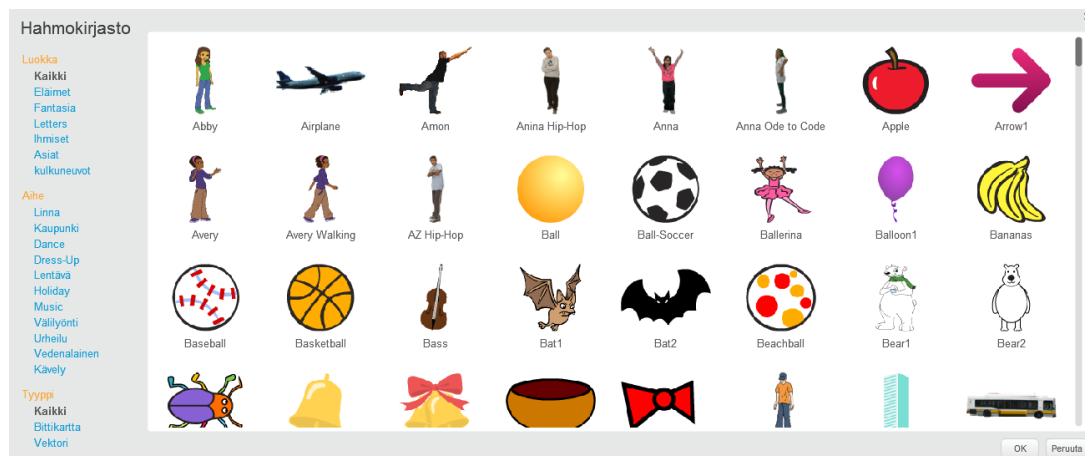 Hahmokirjasto
Luokka
Kaikki
Eläimet
Fantasia
Letters
Ihmiset
Asiat
kulkuneuvot
Aihe
Linna
Kaupunki
Dance
Dress-Up
Lentävä
Holiday
Music
Välilyönti
Urheilu
Vedenalainen
Kävely
Tyyppi
Kaikki
Bittikartta
Vektori
Abby Airplane Amon Anina Hip-Hop Anna Anna Ode to Code Apple Arrow1
Avery Avery Walking AZ Hip-Hop Ball Ball-Soccer Ballerina Balloon1 Bananas
Baseball Basketball Bass Bat1 Bat2 Beachball Bear1 Bear2
OK Peruuta